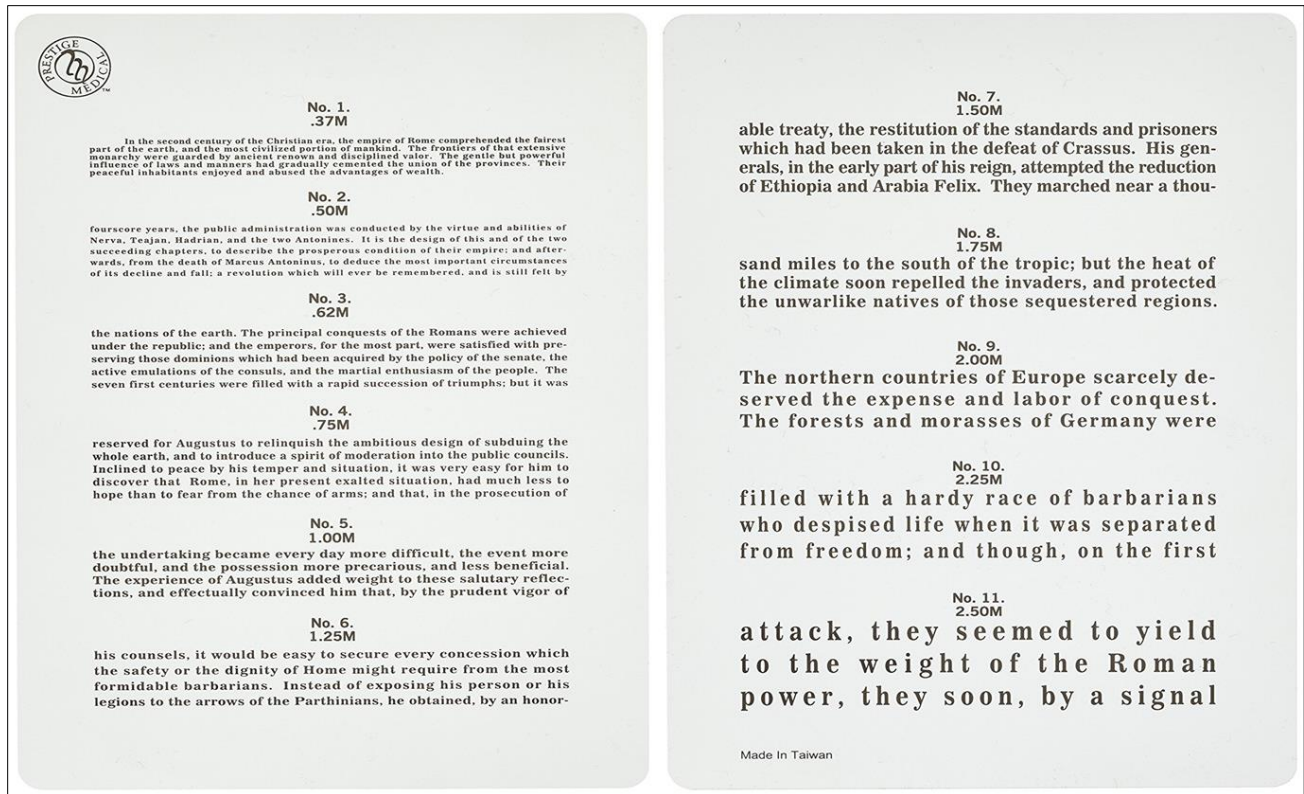 PRESTIGE MEDICAL™
No. 1.
.37M
In the second century of the Christian era, the empire of Rome comprehended the fairest
part of the earth, and the most civilized portion of mankind. The frontiers of that extensive
monarchy were guarded by ancient renown and disciplined valor. The gentle but powerful
influence of laws and manners had gradually cemented the union of the provinces. Their
peaceful inhabitants enjoyed and abused the advantages of wealth.
No. 2.
.50M
fourscore years, the public administration was conducted by the virtue and abilities of
Nerva, Teajan, Hadrian, and the two Antonines. It is the design of this and of the two
succeeding chapters, to describe the prosperous condition of their empire; and after-
wards, from the death of Marcus Antoninus, to deduce the most important circumstances
of its decline and fall; a revolution which will ever be remembered, and is still felt by
No. 3.
.62M
the nations of the earth. The principal conquests of the Romans were achieved
under the republic; and the emperors, for the most part, were satisfied with pre-
serving those dominions which had been acquired by the policy of the senate, the
active emulations of the consuls, and the martial enthusiasm of the people. The
seven first centuries were filled with a rapid succession of triumphs; but it was
No. 4.
.75M
reserved for Augustus to relinquish the ambitious design of subduing the
whole earth, and to introduce a spirit of moderation into the public councils.
Inclined to peace by his temper and situation, it was very easy for him to
discover that Rome, in her present exalted situation, had much less to
hope than to fear from the chance of arms; and that, in the prosecution of
No. 5.
1.00M
the undertaking became every day more difficult, the event more
doubtful, and the possession more precarious, and less beneficial.
The experience of Augustus added weight to these salutary reflec-
tions, and effectually convinced him that, by the prudent vigor of
No. 6.
1.25M
his counsels, it would be easy to secure every concession which
the safety or the dignity of Home might require from the most
formidable barbarians. Instead of exposing his person or his
legions to the arrows of the Parthinians, he obtained, by an honor-
No. 7.
1.50M
able treaty, the restitution of the standards and prisoners
which had been taken in the defeat of Crassus. His gen-
erals, in the early part of his reign, attempted the reduction
of Ethiopia and Arabia Felix. They marched near a thou-
No. 8.
1.75M
sand miles to the south of the tropic; but the heat of
the climate soon repelled the invaders, and protected
the unwarlike natives of those sequestered regions.
No. 9.
2.00M
The northern countries of Europe scarcely de-
served the expense and labor of conquest.
The forests and morasses of Germany were
No. 10.
2.25M
filled with a hardy race of barbarians
who despised life when it was separated
from freedom; and though, on the first
No. 11.
2.50M
attack, they seemed to yield
to the weight of the Roman
power, they soon, by a signal
Made In Taiwan